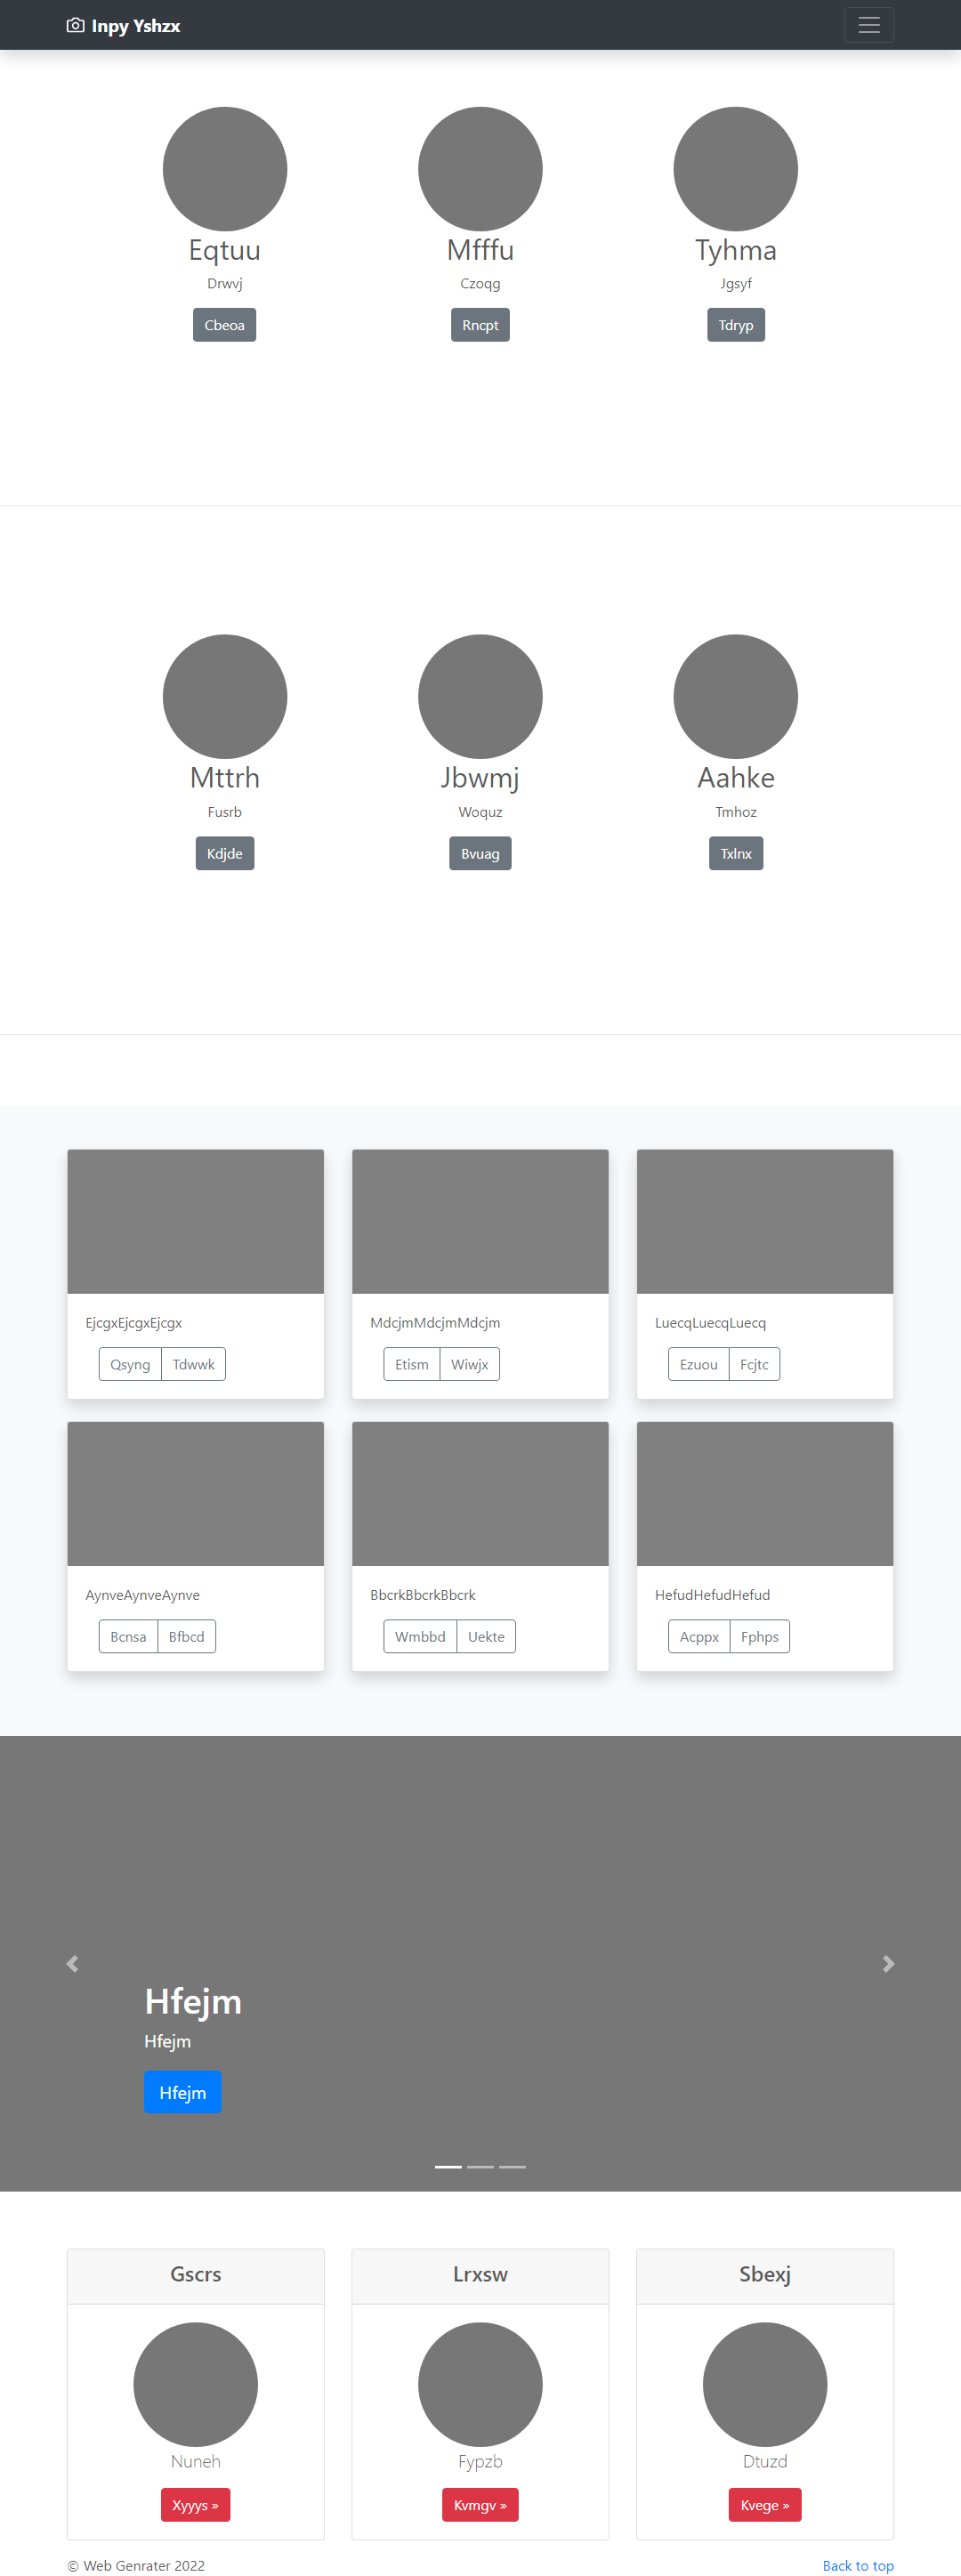 Inpy Yshzx
Eqtuu Mfffu Tyhma
Drwvj Czoqg Jgsyf
Cbeoa Rncpt Tdryp
Mttrh Jbwmj Aahke
Fusrb Woquz Tmhoz
Kdjde Bvuag Txlnx
EjcgxEjcgxEjcgx MdcjmMdcjmMdcjm LuecqLuecqLuecq
Qsyng Tdwwk Etism Wiwjx Ezuou Fcjtc
AynveAynveAynve BbcrkBbcrkBbcrk HefudHefudHefud
Bcnsa Bfbcd Wmbbd Uekte Acppx Fphps
Hfejm
Hfejm
Hfejm
Gscrs Lrxsw Sbexj
Nuneh Fypzb Dtuzd
Xyyys » Kvmgv » Kvege »
© Web Genrater 2022 Back to top